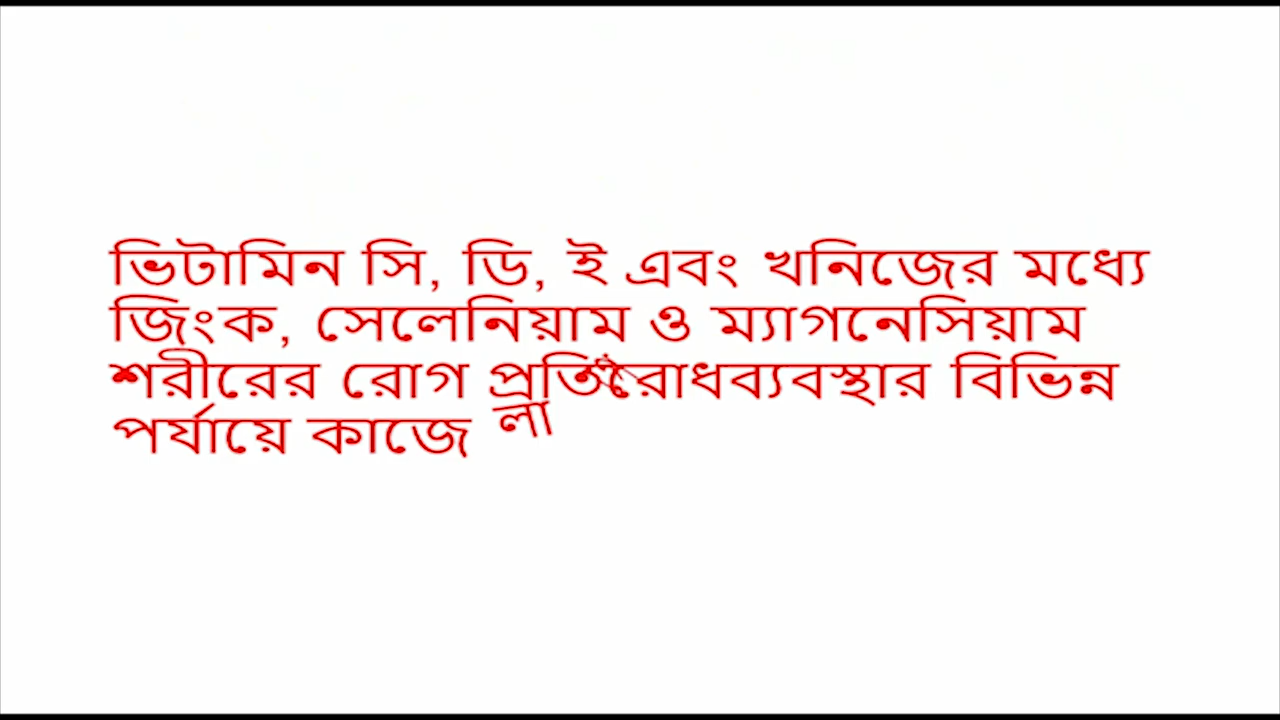 ভিটামিন সি, ডি, ই এবং খনিজের মধ্যে
জিংক, সেলেনিয়াম ও ম্যাগনেসিয়াম
শরীরের রোগ প্রতিরোধব্যবস্থার বিভিন্ন
পর্যায়ে কাজে লা